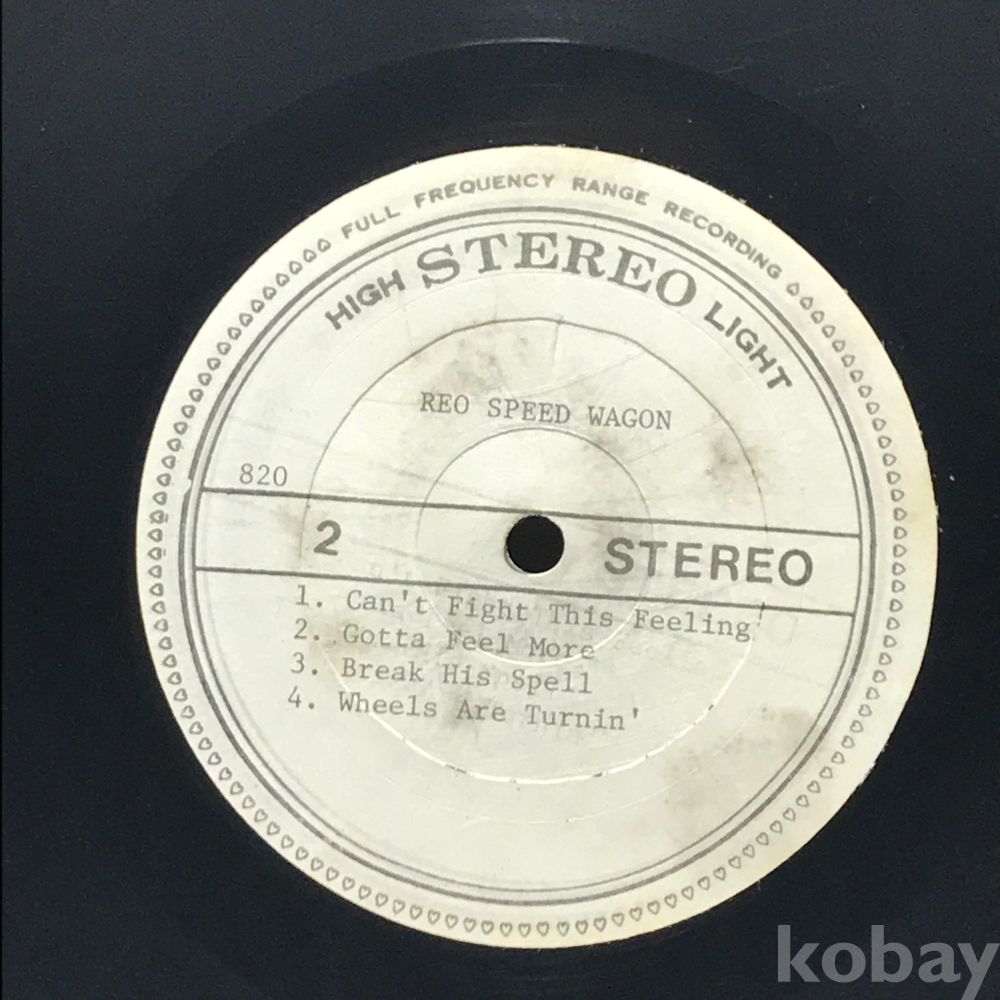 FULL FREQUENCY RANGE RECORDING
HIGH STEREO LIGHT
REO SPEED WAGON
820
2 STEREO
1. Can't Fight This Feeling
2. Gotta Feel More
3. Break His Spell
4. Wheels Are Turnin'
kobay